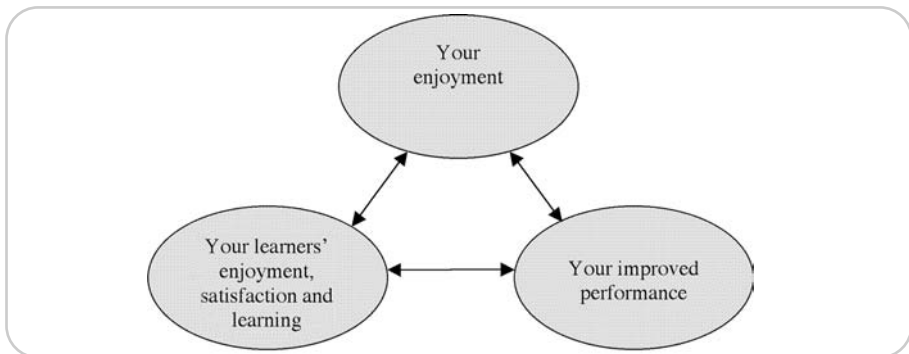 Your
enjoyment
Your learners’
enjoyment,
satisfaction and
learning
Your improved
performance